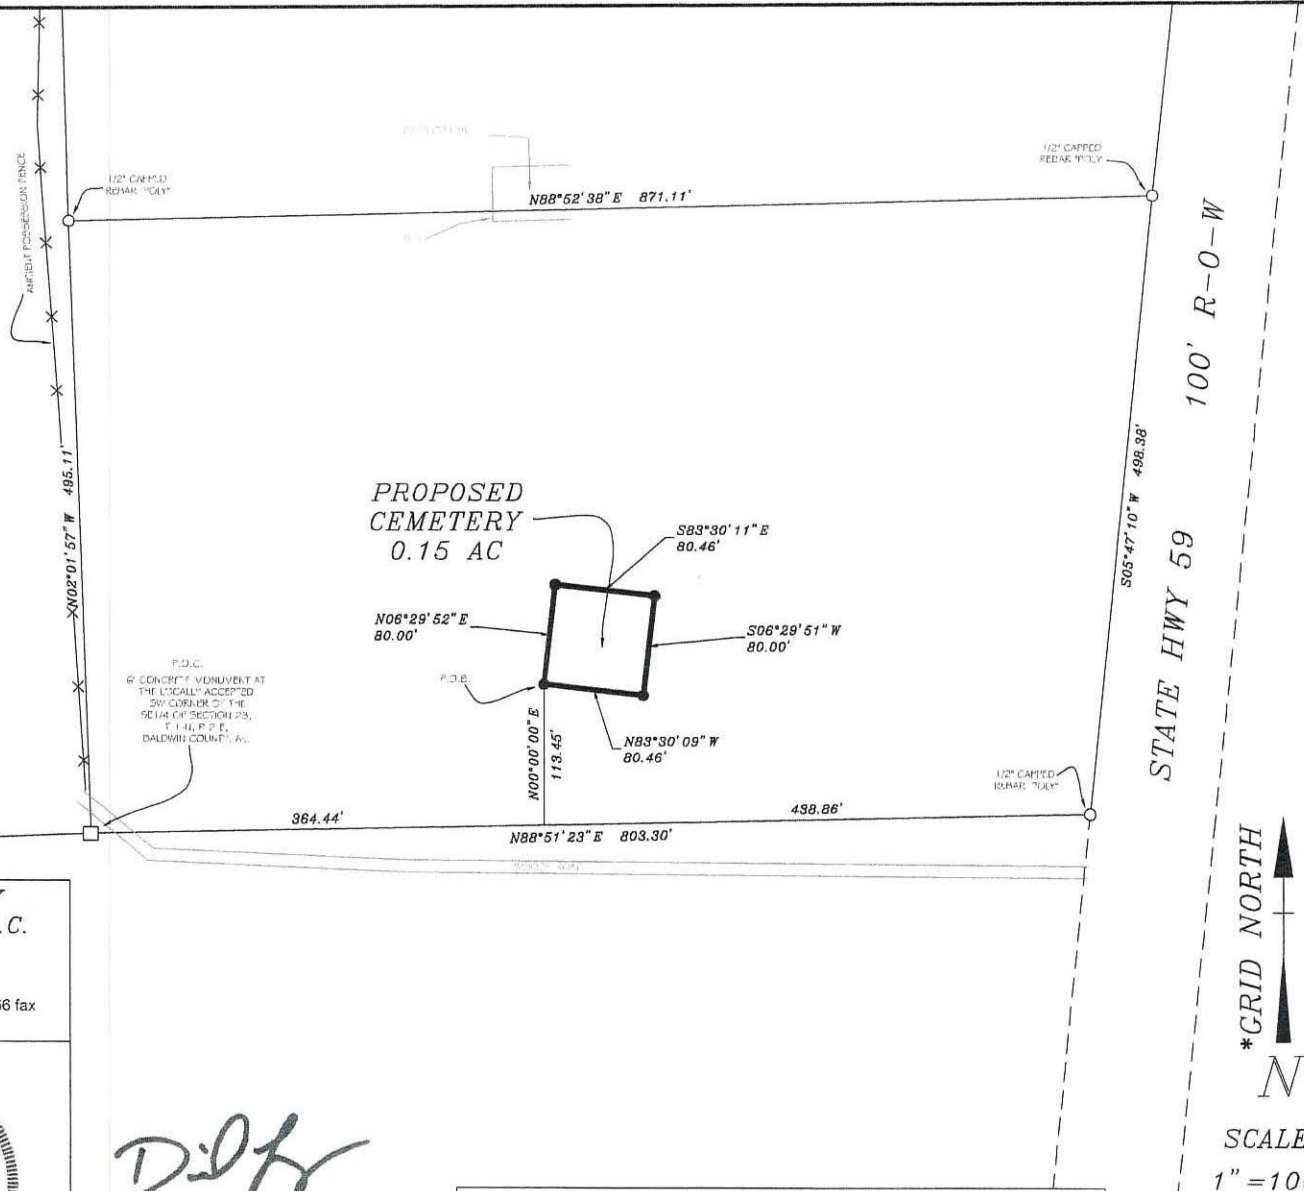 1/2" CAPPED
REBAR "POLY"
1/2" CAPPED
REBAR "POLY"
N88°52'38"E 871.11'
ANCIENT POSSESSION FENCE
100' R-O-W
N02°01'57"W 495.11'
S05°47'10"W 498.38'
STATE HWY 59
PROPOSED
CEMETERY
0.15 AC
S83°30'11"E
80.46'
N06°29'52"E
80.00'
S06°29'51"W
80.00'
P.O.B.
N83°30'09"W
80.46'
N00°00'00"E
113.45'
P.O.C.
6" CONCRETE MONUMENT AT
THE LOCALLY ACCEPTED
SW CORNER OF THE
SE1/4 OF SECTION 23,
BALDWIN COUNTY, AL.
1/2" CAPPED
REBAR "POLY"
364.44'
438.86'
N88°51'23"E 803.30'
.C.
6 fax
*GRID NORTH
N
SCALE
1"=10